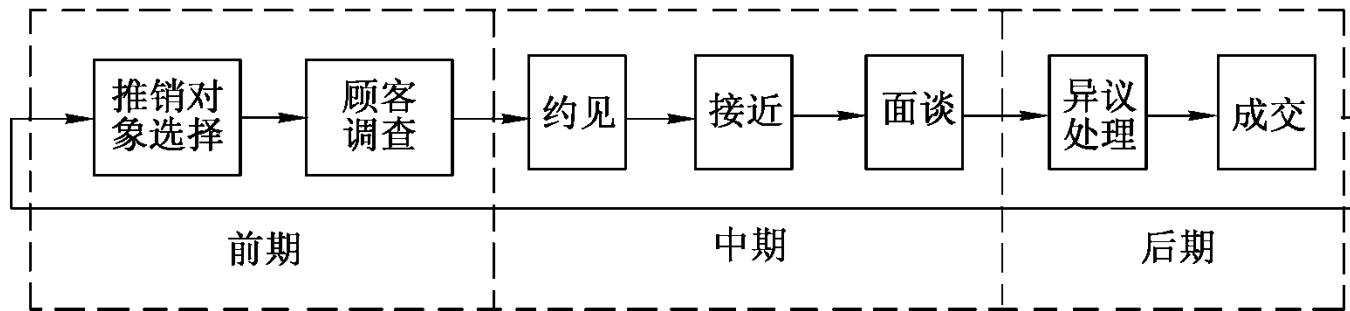 推销对
象选择
顾客
调查
约见
接近
面谈
异议
处理
成交
前期
中期
后期